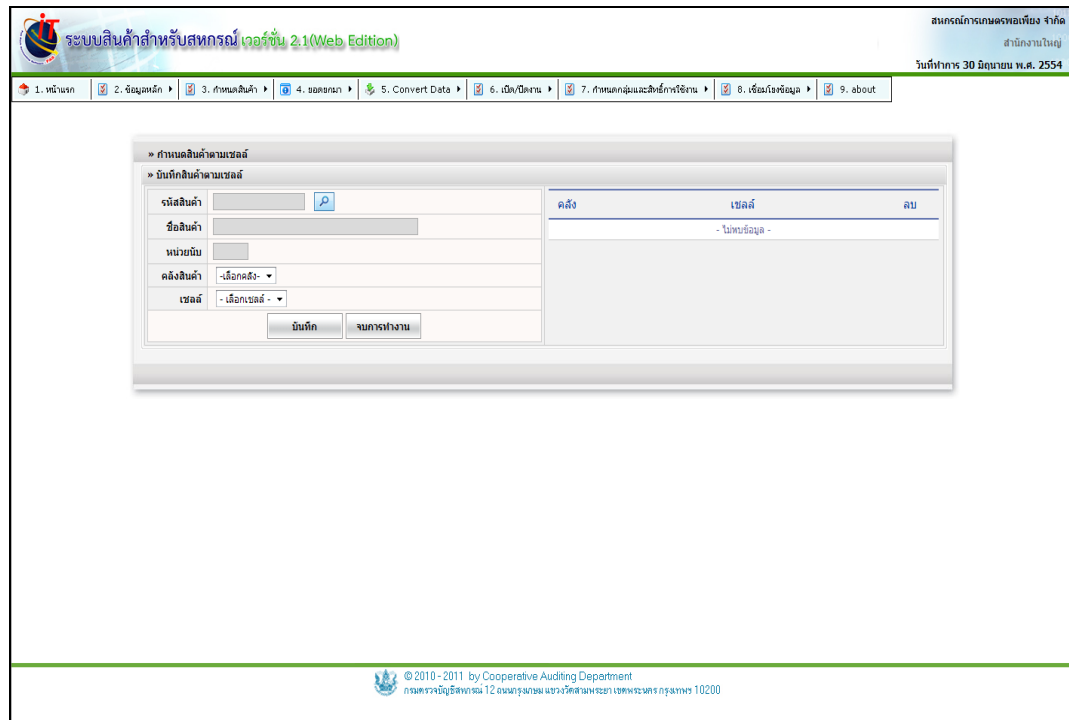 สหกรณ์การเกษตรพอเพียง จำกัด
iT
ระบบสินค้าสำหรับสหกรณ์ เวอร์ชั่น 2.1(Web Edition)
สำนักงานใหญ่
วันที่ทำการ 30 มิถุนายน พ.ศ. 2554
1. หน้าแรก 2. ข้อมูลหลัก 3. กำหนดสินค้า 4. ยอดยกมา 5. Convert Data 6. เปิด/ปิดงาน 7. กำหนดกลุ่มและสิทธิ์การใช้งาน 8. เชื่อมโยงข้อมูล 9. about
» กำหนดสินค้าตามเซลล์
» บันทึกสินค้าตามเซลล์
รหัสสินค้า
คลัง เซลล์ ลบ
ชื่อสินค้า
- ไม่พบข้อมูล -
หน่วยนับ
คลังสินค้า -เลือกคลัง-
เซลล์ - เลือกเซลล์ -
บันทึก จบการทำงาน
© 2010 - 2011 by Cooperative Auditing Department
กรมตรวจบัญชีสหกรณ์ 12 ถนนกรุงเกษม แขวงวัดสามพระยา เขตพระนคร กรุงเทพฯ 10200